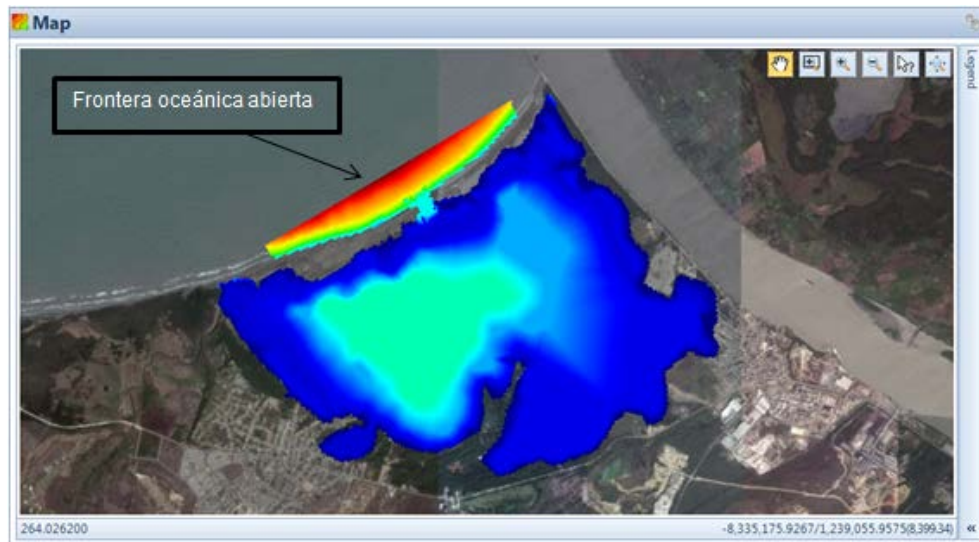 Map
Legend
Frontera oceánica abierta
264.026200
-8,335,175.9267/1,239,055.9575(8,399.34)